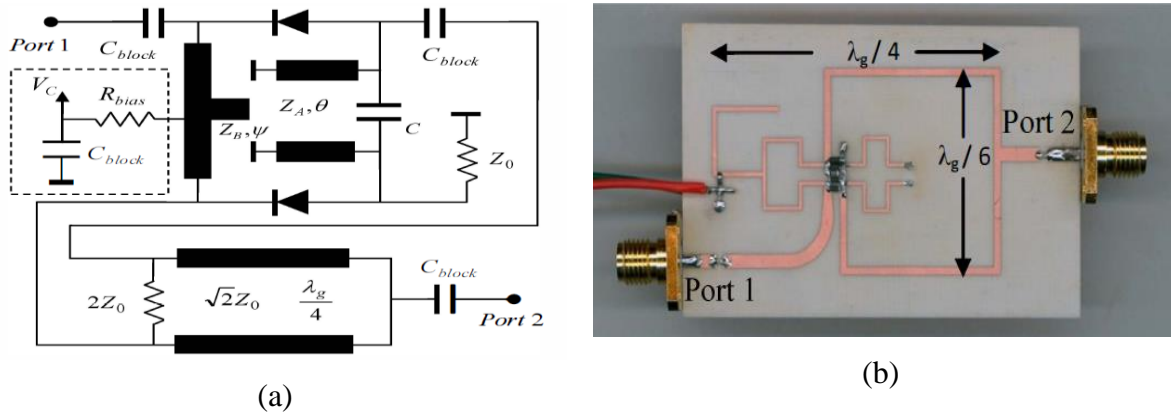 Port 1
C_block
C_block
V_C
R_bias
C_block
Z_B, ψ
Z_A, θ
C
Z_0
2Z_0
√2Z_0
λ_g/4
C_block
Port 2
(a)
λ_g / 4
λ_g / 6
Port 2
Port 1
(b)